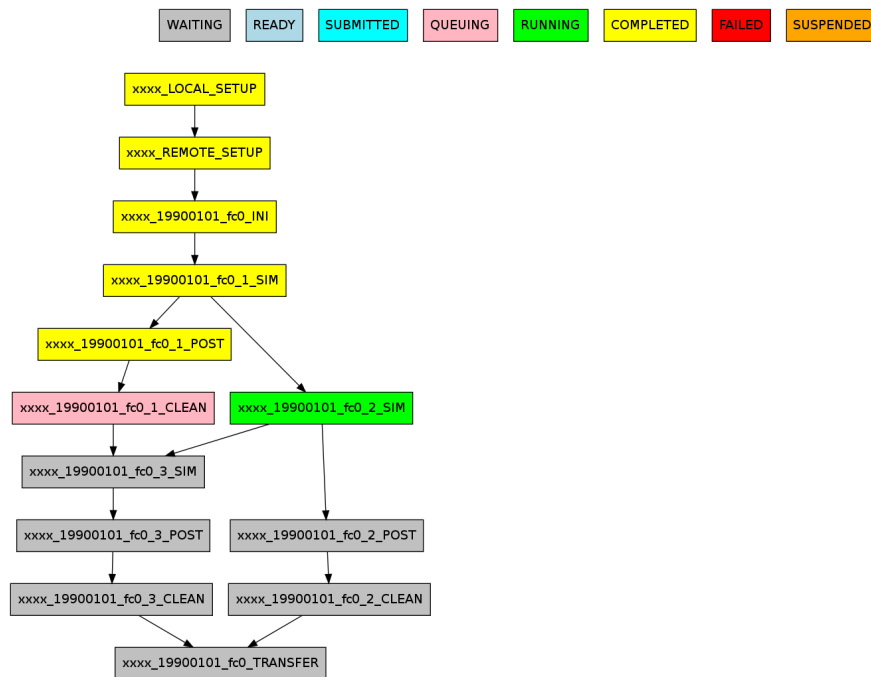 WAITING READY SUBMITTED QUEUING RUNNING COMPLETED FAILED SUSPENDED
xxxx_LOCAL_SETUP
xxxx_REMOTE_SETUP
xxxx_19900101_fc0_INI
xxxx_19900101_fc0_1_SIM
xxxx_19900101_fc0_1_POST
xxxx_19900101_fc0_1_CLEAN xxxx_19900101_fc0_2_SIM
xxxx_19900101_fc0_3_SIM
xxxx_19900101_fc0_3_POST xxxx_19900101_fc0_2_POST
xxxx_19900101_fc0_3_CLEAN xxxx_19900101_fc0_2_CLEAN
xxxx_19900101_fc0_TRANSFER